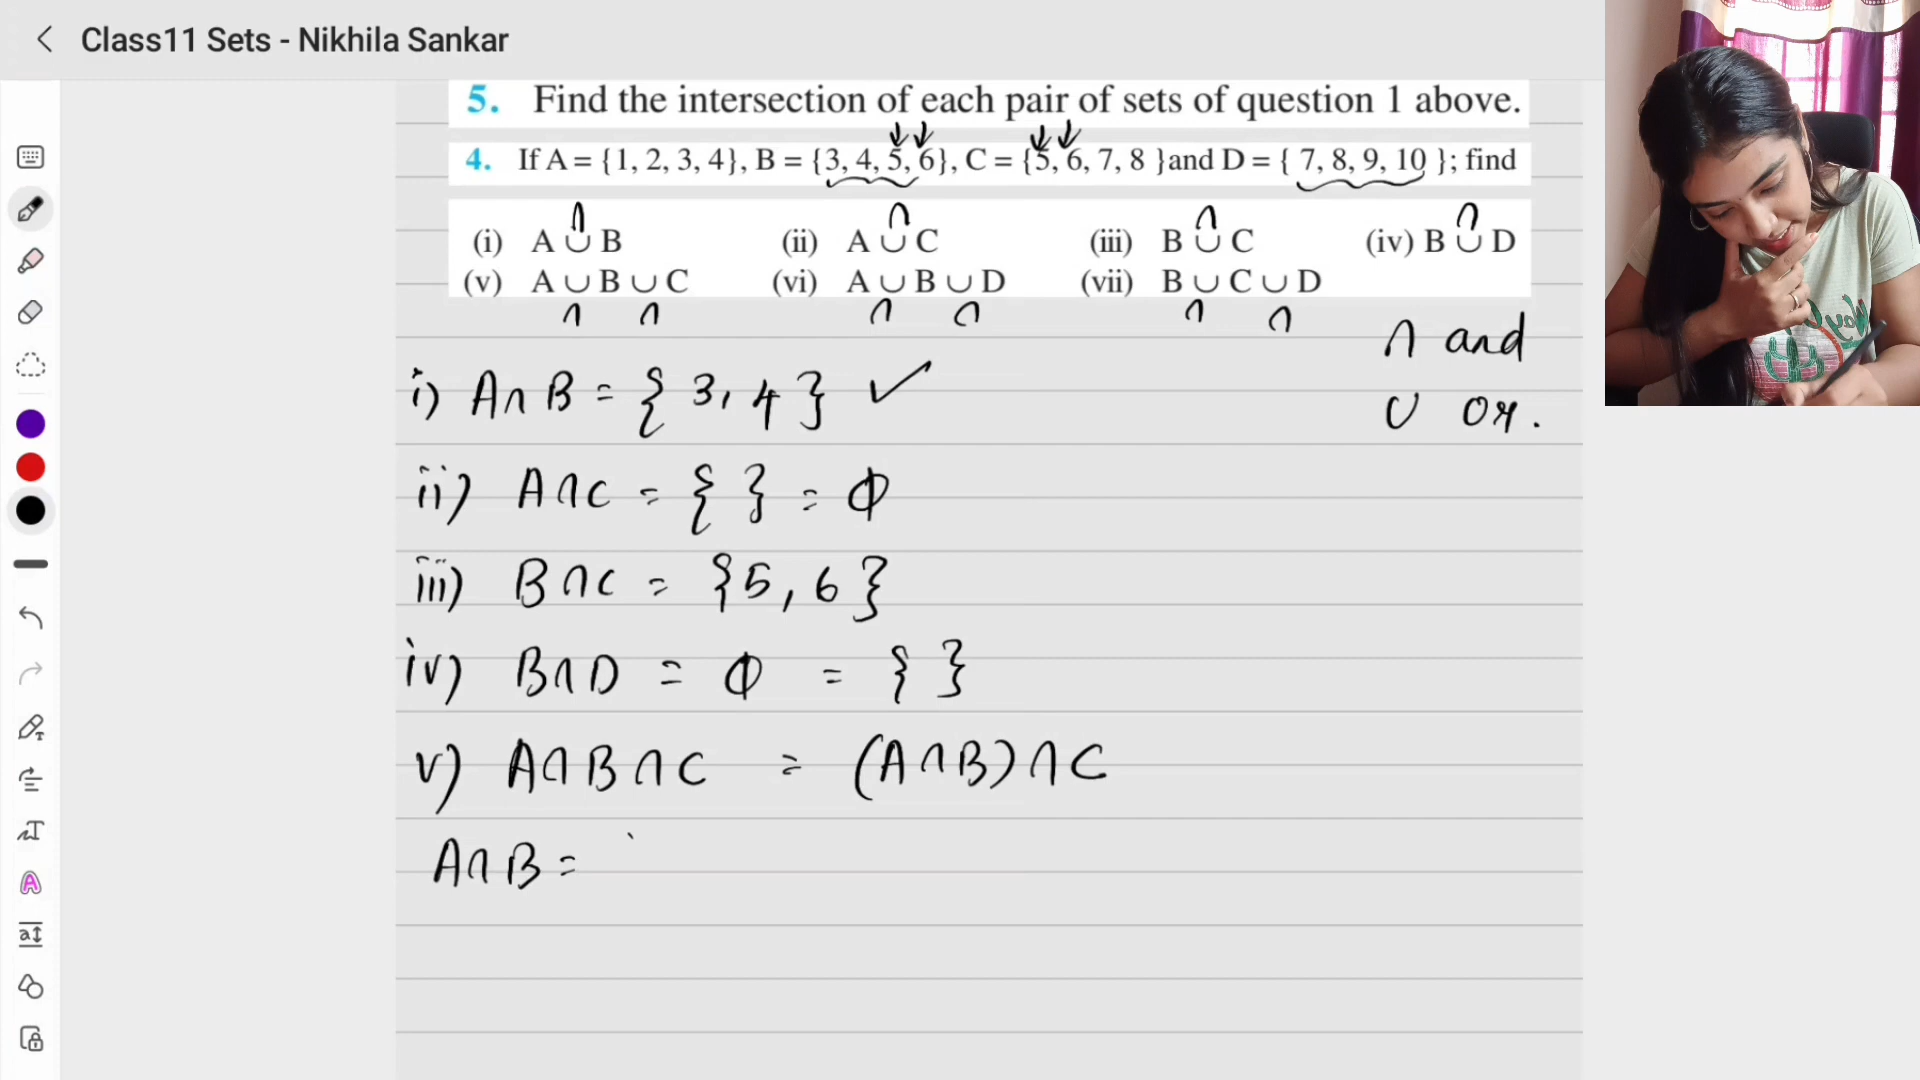 Class11 Sets - Nikhila Sankar
5. Find the intersection of each pair of sets of question 1 above.
4. If A = {1, 2, 3, 4}, B = {3, 4, 5, 6}, C = {5, 6, 7, 8 }and D = { 7, 8, 9, 10 }; find
∩ ∩ ∩ ∩
(i) A ∪ B (ii) A ∪ C (iii) B ∪ C (iv) B ∪ D
(v) A ∪ B ∪ C (vi) A ∪ B ∪ D (vii) B ∪ C ∪ D
∩ ∩ ∩ ∩ ∩ ∩
∩ and
∪ or.
i) A∩B = { 3, 4 } ✓
ii) A∩C = { } = ϕ
iii) B∩C = {5, 6}
iv) B∩D = ϕ = { }
v) A∩B∩C = (A∩B)∩C
A∩B =